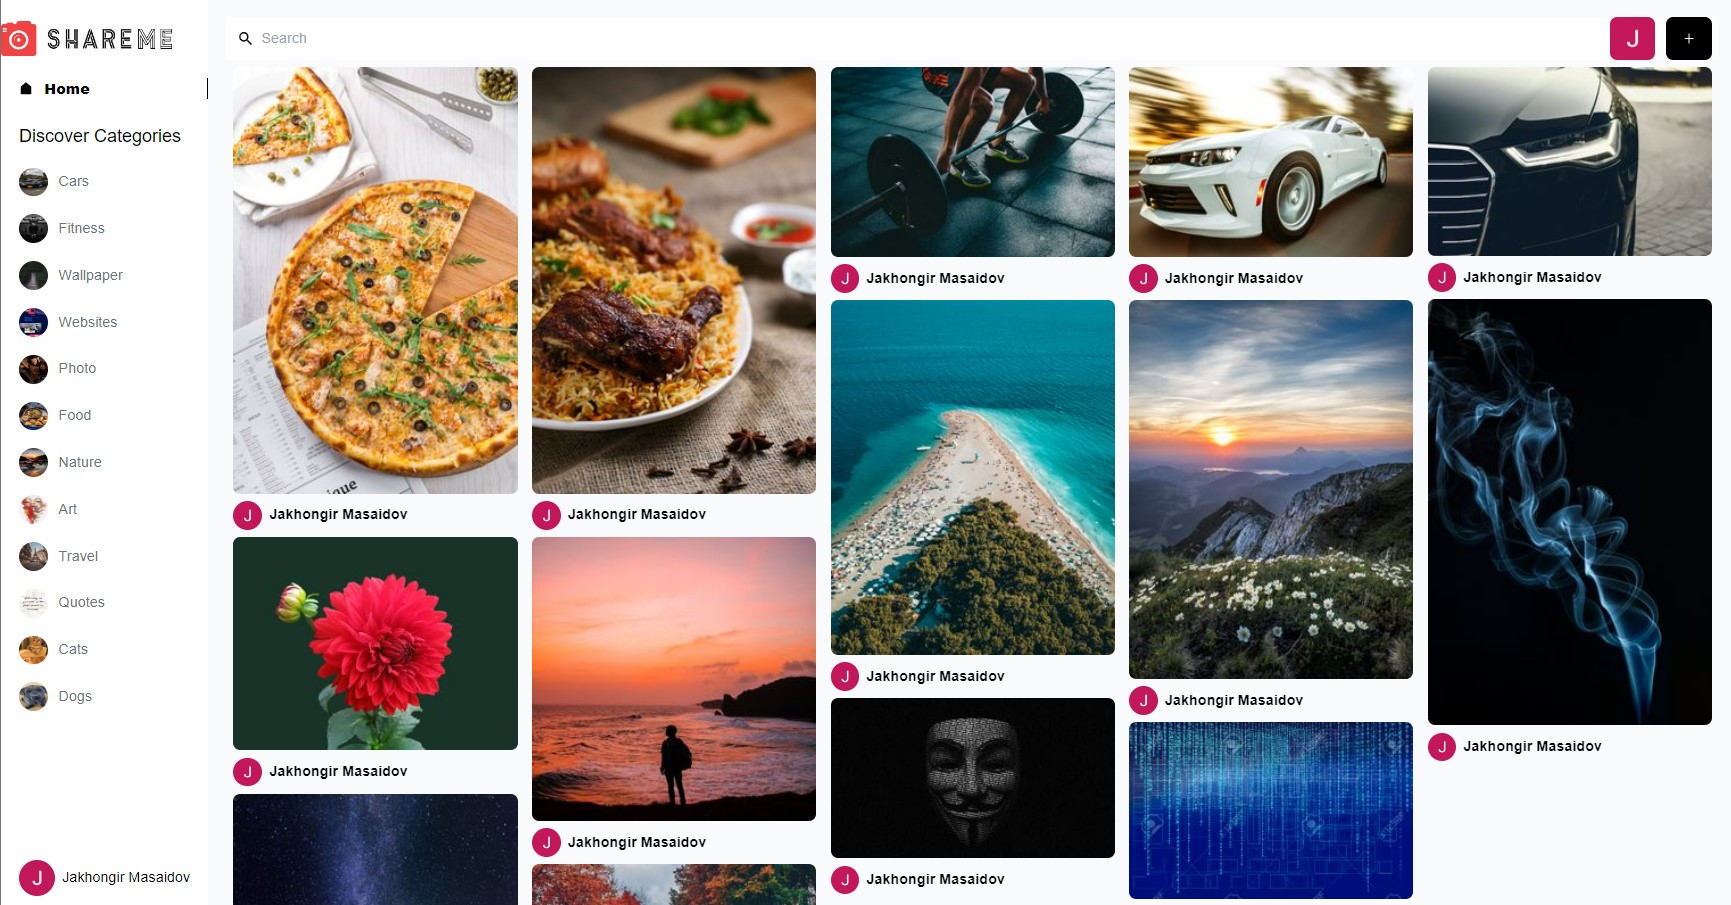 SHAREME
Search
J
+
Home
Discover Categories
Cars
Fitness
Wallpaper
Websites
Photo
Food
Nature
Art
Travel
Quotes
Cats
Dogs
J Jakhongir Masaidov
J Jakhongir Masaidov
J Jakhongir Masaidov
J Jakhongir Masaidov
J Jakhongir Masaidov
J Jakhongir Masaidov
J Jakhongir Masaidov
J Jakhongir Masaidov
J Jakhongir Masaidov
J Jakhongir Masaidov
J Jakhongir Masaidov
J Jakhongir Masaidov
J Jakhongir Masaidov